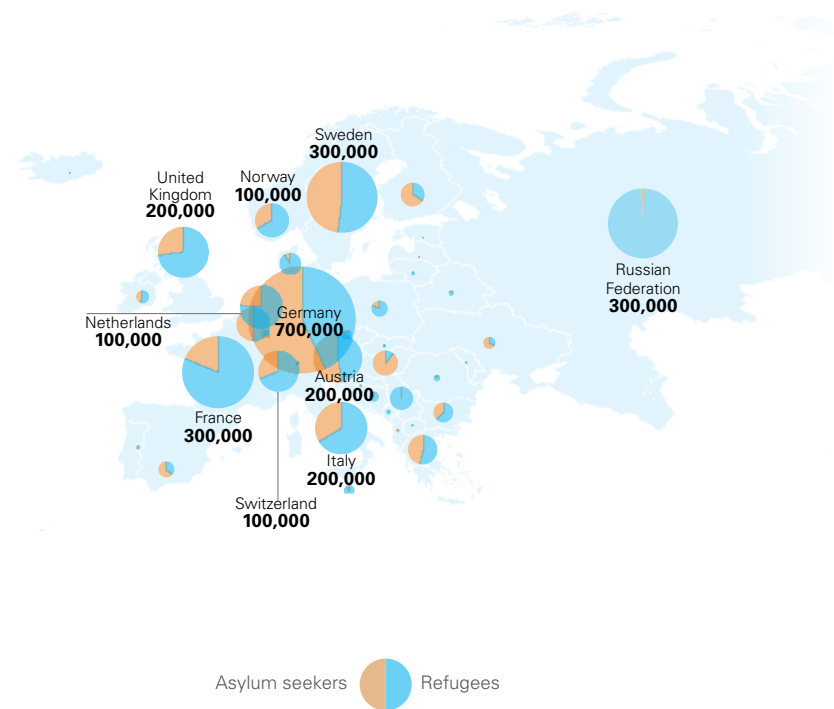 Sweden
300,000
United
Kingdom
200,000
Norway
100,000
Russian
Federation
300,000
Germany
700,000
Netherlands
100,000
Austria
200,000
France
300,000
Italy
200,000
Switzerland
100,000
Asylum seekers
Refugees